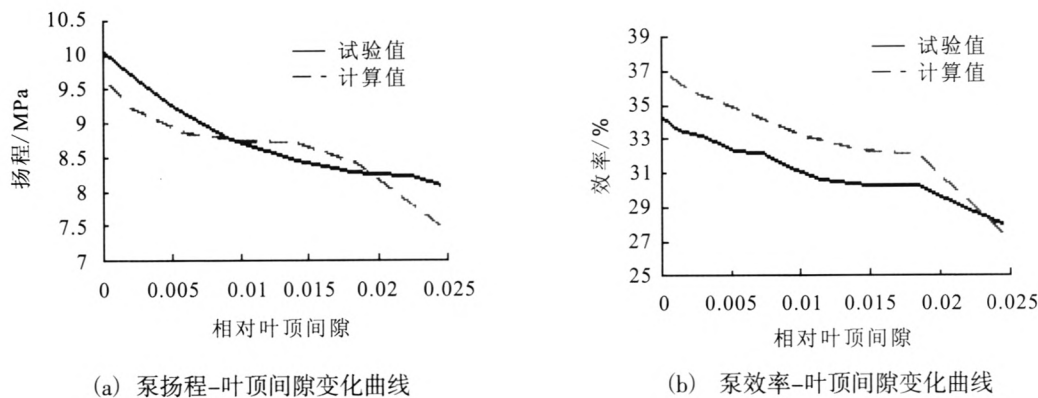 10.5
10
9.5
9
8.5
8
7.5
7
扬程/MPa
试验值
计算值
0 0.005 0.01 0.015 0.02 0.025
相对叶顶间隙
(a) 泵扬程–叶顶间隙变化曲线
39
37
35
33
31
29
27
25
效率/%
试验值
计算值
0 0.005 0.01 0.015 0.02 0.025
相对叶顶间隙
(b) 泵效率–叶顶间隙变化曲线